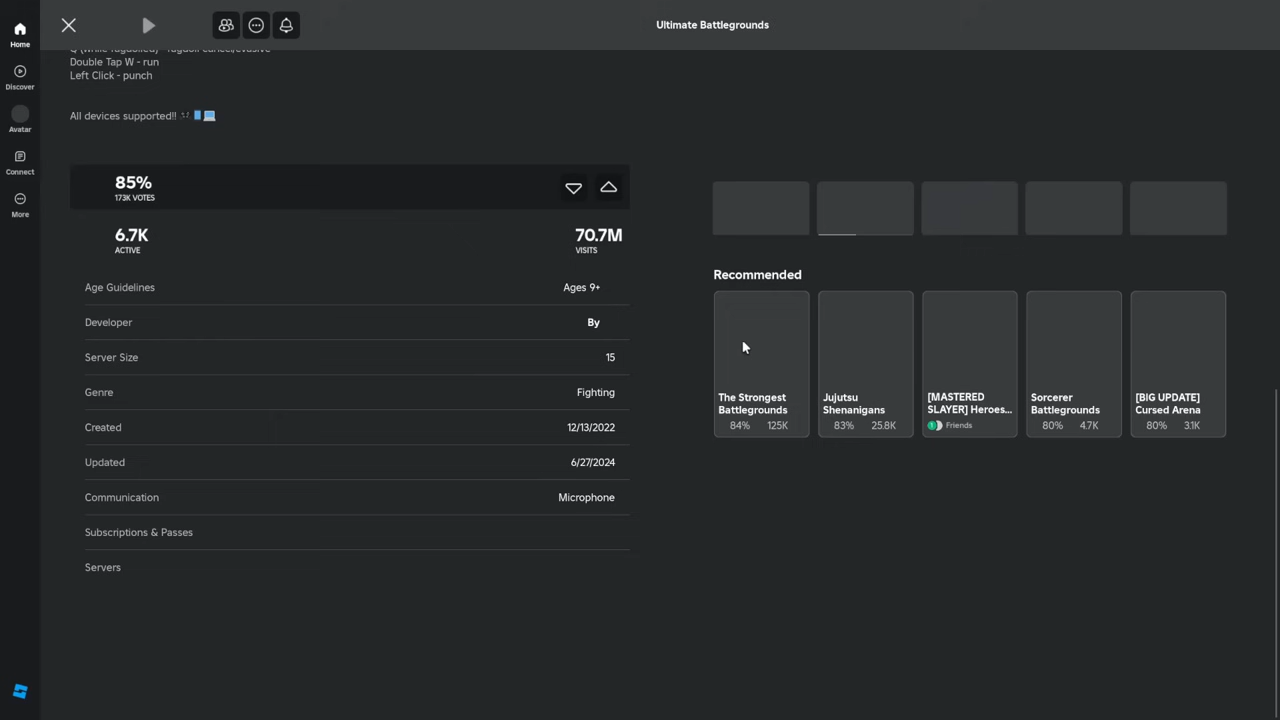 Ultimate Battlegrounds
Home
Discover
Avatar
Connect
More
Double Tap W - run
Left Click - punch
All devices supported!!
85%
173K VOTES
6.7K
ACTIVE
70.7M
VISITS
Age Guidelines
Ages 9+
Developer
By
Server Size
15
Genre
Fighting
Created
12/13/2022
Updated
6/27/2024
Communication
Microphone
Subscriptions & Passes
Servers
Recommended
The Strongest
Battlegrounds
84% 125K
Jujutsu
Shenanigans
83% 25.8K
[MASTERED
SLAYER] Heroes...
Friends
Sorcerer
Battlegrounds
80% 4.7K
[BIG UPDATE]
Cursed Arena
80% 3.1K